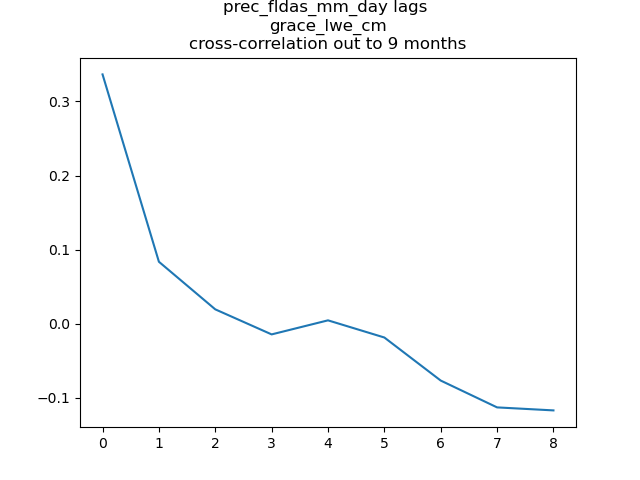 prec_fldas_mm_day lags
grace_lwe_cm
cross-correlation out to 9 months
0.3
0.2
0.1
0.0
−0.1
0 1 2 3 4 5 6 7 8